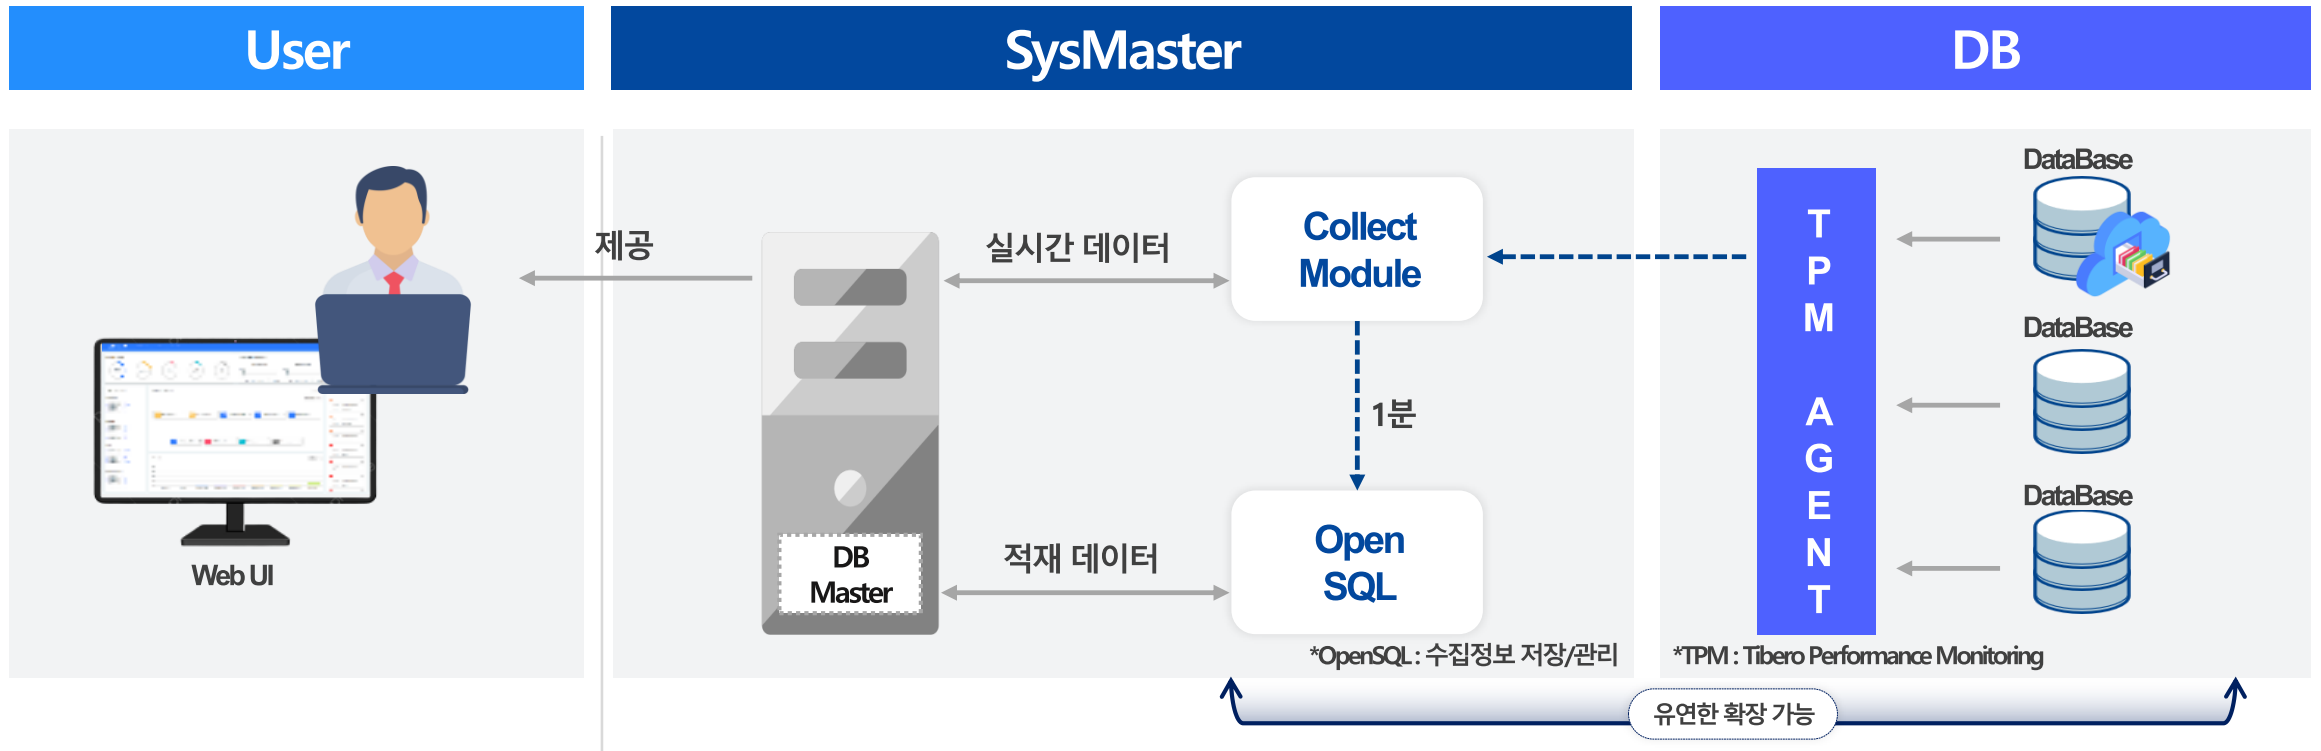 User
SysMaster
DB
제공
Web UI
실시간 데이터
Collect
Module
1분
DB
Master
적재 데이터
Open
SQL
*OpenSQL : 수집정보 저장/관리
TPM AGENT
DataBase
DataBase
DataBase
*TPM : Tibero Performance Monitoring
유연한 확장 가능